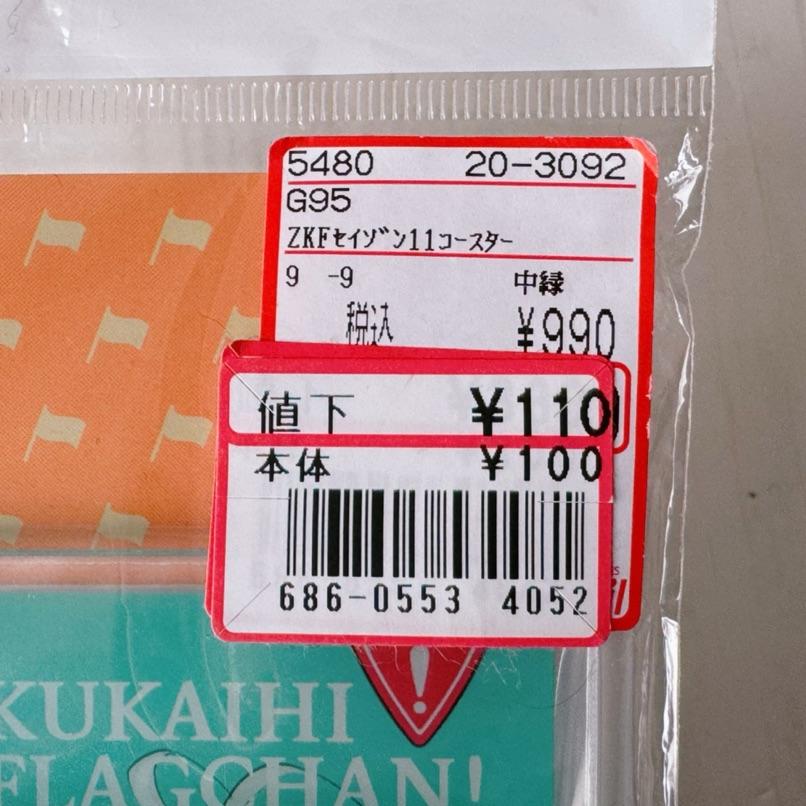 5480 20-3092
G95
ZKFｾｲｿﾞﾝ11ｺｰｽﾀｰ
9 -9 中緑
税込 ¥990
値下 ¥110
本体 ¥100
686-0553 4052
KUKAIHI
FLAGCHAN!